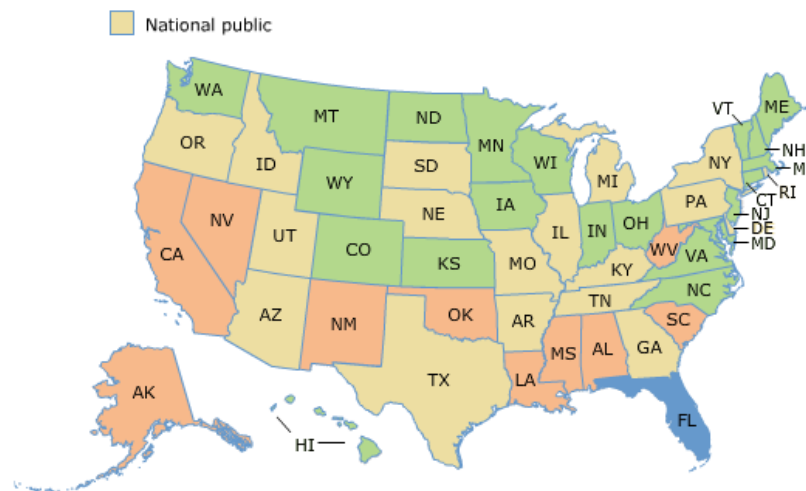 National public
WA
MT
ND
MN
VT
ME
OR
ID
SD
WI
MI
NY
NH
M
WY
RI
CT
NV
NE
IA
PA
NJ
DE
MD
UT
CO
IL
IN
OH
WV
VA
CA
KS
MO
KY
NC
AZ
NM
OK
AR
TN
SC
MS
AL
GA
TX
LA
AK
FL
HI